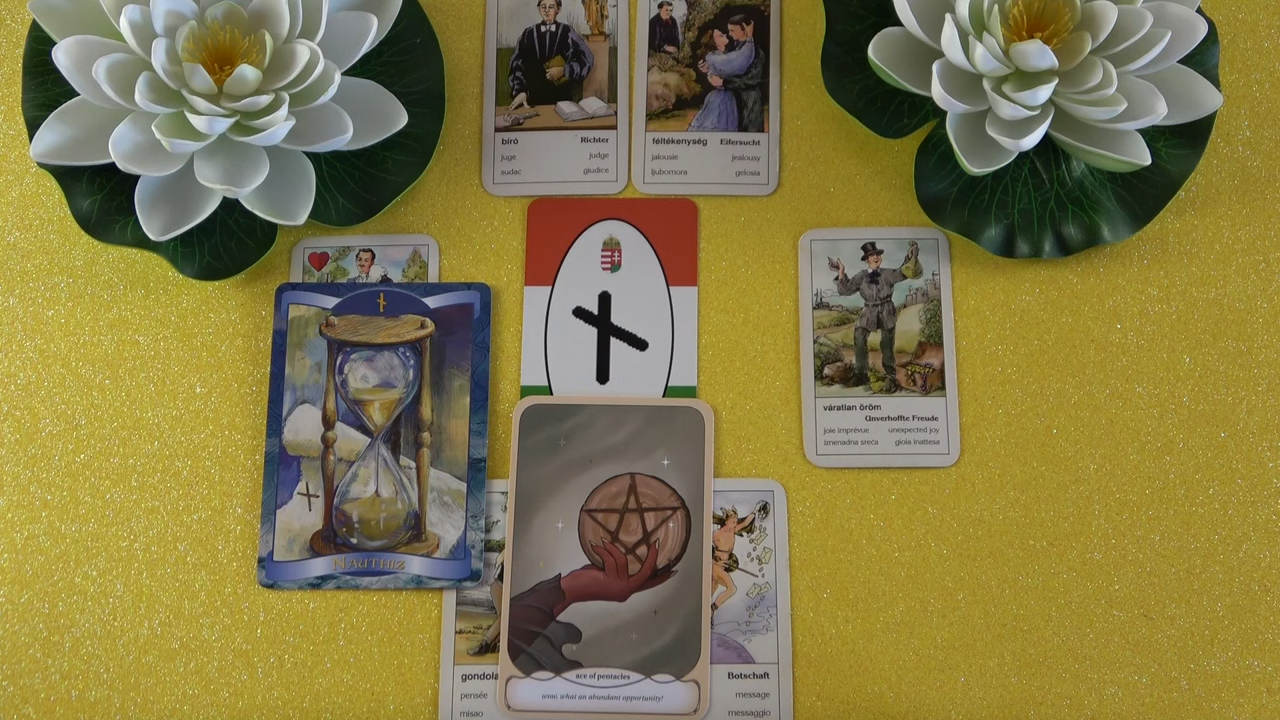 bíró Richter
juge judge
sudac giudice
féltékenység Eifersucht
jalousie jealousy
ljubomora gelosia
váratlan öröm
Unverhoffte Freude
joie imprévue unexpected joy
iznenadna sreća gioia inattesa
NAUTHIZ
ace of pentacles
wow, what an abundant opportunity!
gondola
pensée
misao
Botschaft
message
messaggio